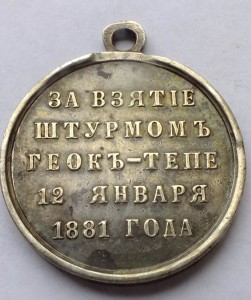 ЗА ВЗЯТІЕ
ШТУРМОМЪ
ГЕОКЪ-ТЕПЕ
12 ЯНВАРЯ
1881 ГОДА